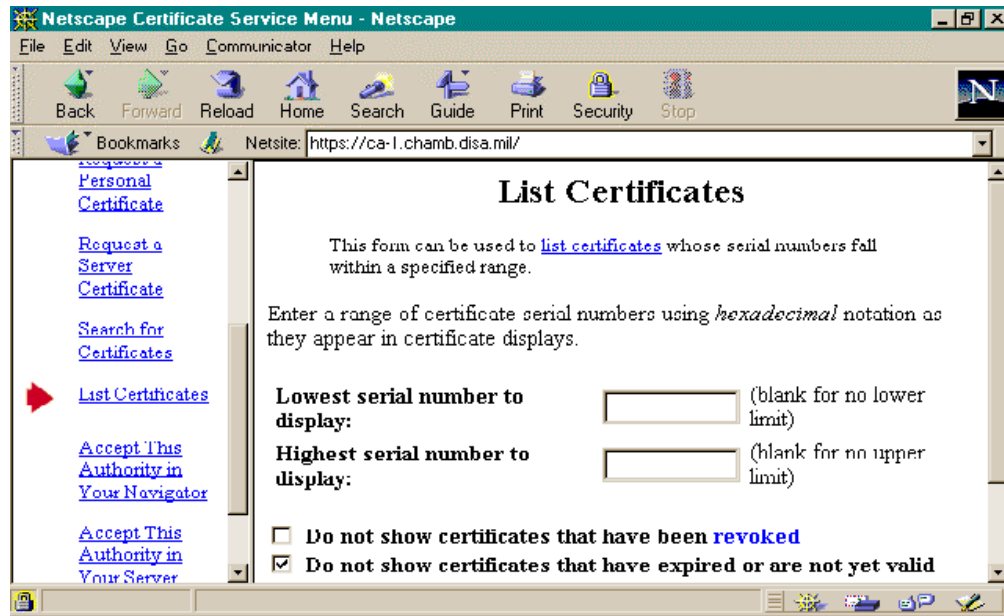 Netscape Certificate Service Menu - Netscape
File Edit View Go Communicator Help
Back Forward Reload Home Search Guide Print Security Stop
N
Bookmarks Netsite: https://ca-1.chamb.disa.mil/
Request a
Personal
Certificate
Request a
Server
Certificate
Search for
Certificates
List Certificates
Accept This
Authority in
Your Navigator
Accept This
Authority in
Your Server
List Certificates
This form can be used to list certificates whose serial numbers fall
within a specified range.
Enter a range of certificate serial numbers using hexadecimal notation as
they appear in certificate displays.
Lowest serial number to
display:
(blank for no lower
limit)
Highest serial number to
display:
(blank for no upper
limit)
Do not show certificates that have been revoked
Do not show certificates that have expired or are not yet valid